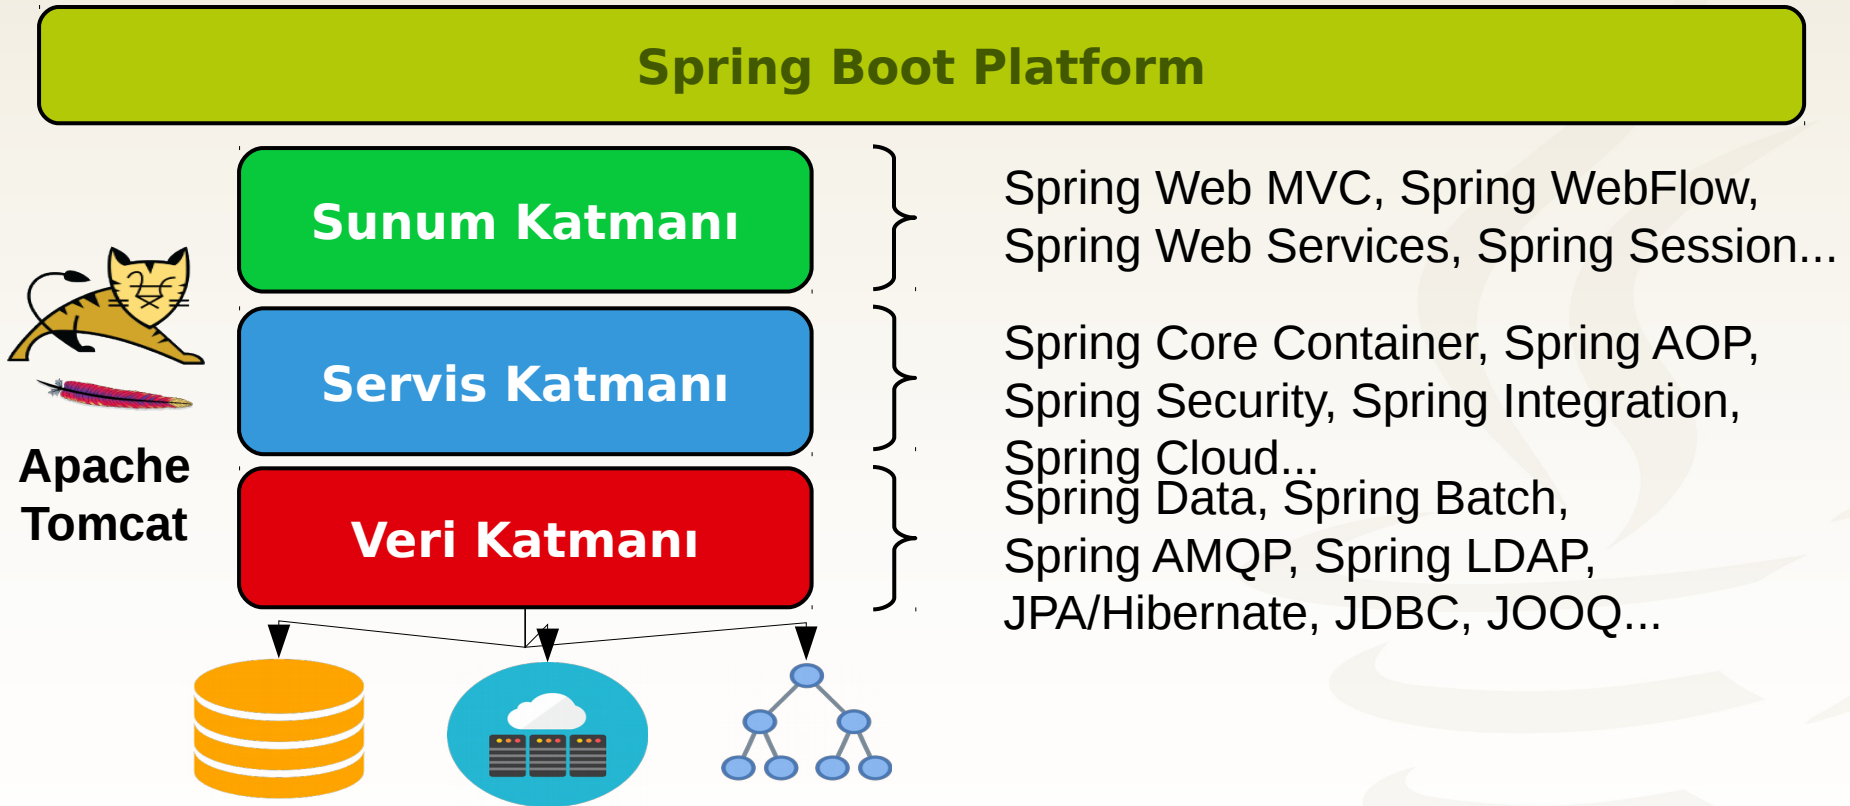 Spring Boot Platform
Sunum Katmanı
Spring Web MVC, Spring WebFlow,
Spring Web Services, Spring Session...
Servis Katmanı
Spring Core Container, Spring AOP,
Spring Security, Spring Integration,
Spring Cloud...
Apache
Tomcat
Veri Katmanı
Spring Data, Spring Batch,
Spring AMQP, Spring LDAP,
JPA/Hibernate, JDBC, JOOQ...